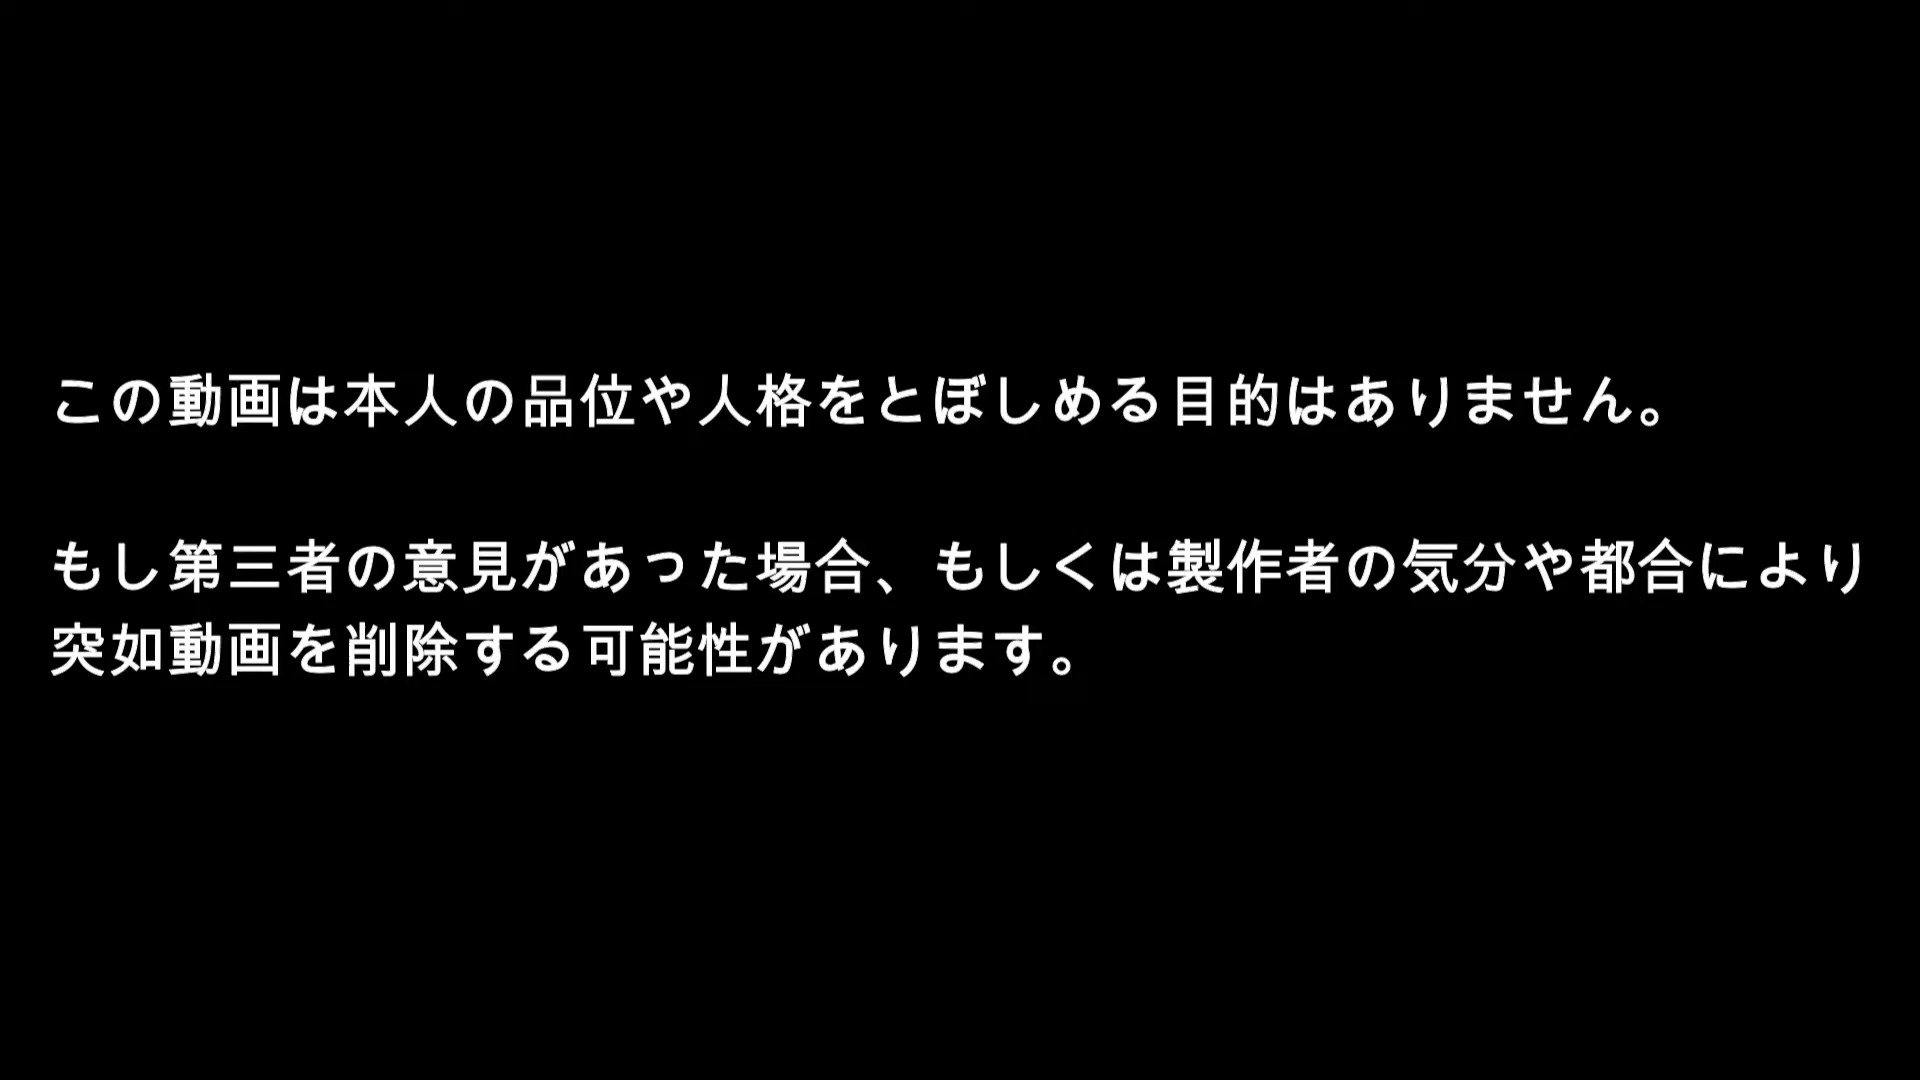 この動画は本人の品位や人格をとぼしめる目的はありません。
もし第三者の意見があった場合、もしくは製作者の気分や都合により
突如動画を削除する可能性があります。